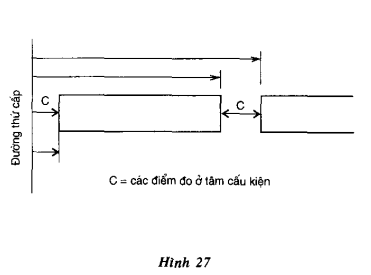 C
C
Đường thứ cấp
C = các điểm đo ở tâm cấu kiện
Hình 27